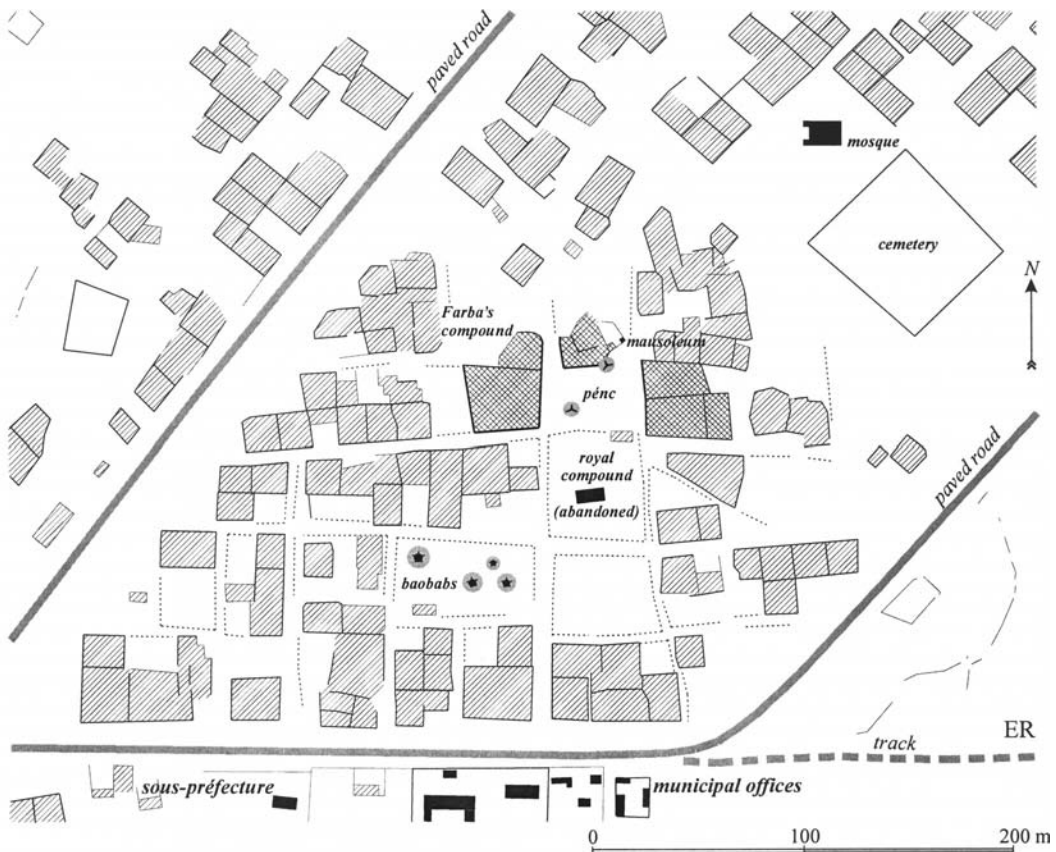 paved road
mosque
cemetery
N
Farba's
compound
mausoleum
pénc
royal
compound
(abandoned)
paved road
baobabs
ER
track
sous-préfecture
municipal offices
0 100 200 m